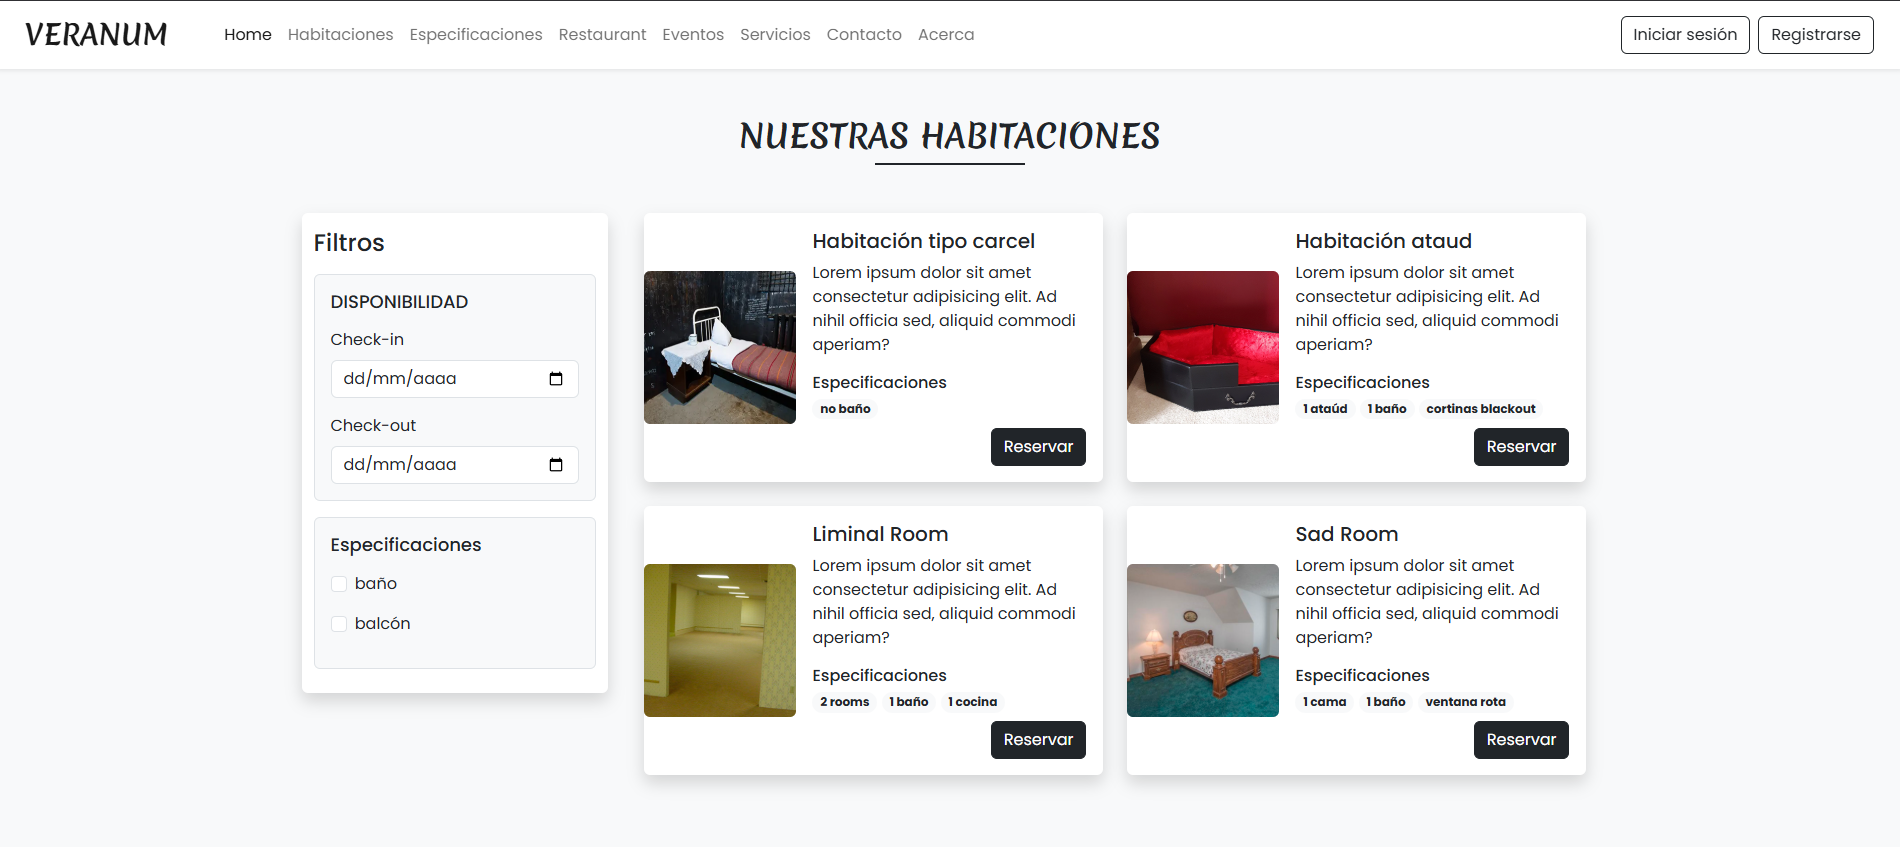 VERANUM
Home Habitaciones Especificaciones Restaurant Eventos Servicios Contacto Acerca
Iniciar sesión Registrarse
NUESTRAS HABITACIONES
Filtros
DISPONIBILIDAD
Check-in
dd/mm/aaaa
Check-out
dd/mm/aaaa
Especificaciones
baño
balcón
Habitación tipo carcel
Lorem ipsum dolor sit amet
consectetur adipisicing elit. Ad
nihil officia sed, aliquid commodi
aperiam?
Especificaciones
no baño
Reservar
Habitación ataud
Lorem ipsum dolor sit amet
consectetur adipisicing elit. Ad
nihil officia sed, aliquid commodi
aperiam?
Especificaciones
1 ataúd 1 baño cortinas blackout
Reservar
Liminal Room
Lorem ipsum dolor sit amet
consectetur adipisicing elit. Ad
nihil officia sed, aliquid commodi
aperiam?
Especificaciones
2 rooms 1 baño 1 cocina
Reservar
Sad Room
Lorem ipsum dolor sit amet
consectetur adipisicing elit. Ad
nihil officia sed, aliquid commodi
aperiam?
Especificaciones
1 cama 1 baño ventana rota
Reservar